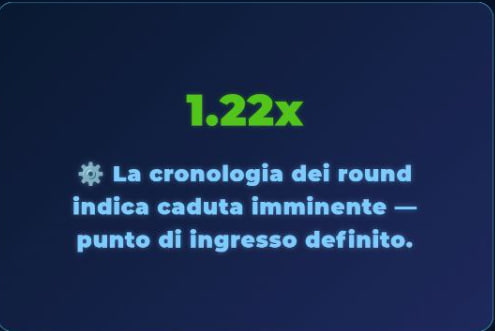 1.22x
⚙️ La cronologia dei round
indica caduta imminente —
punto di ingresso definito.